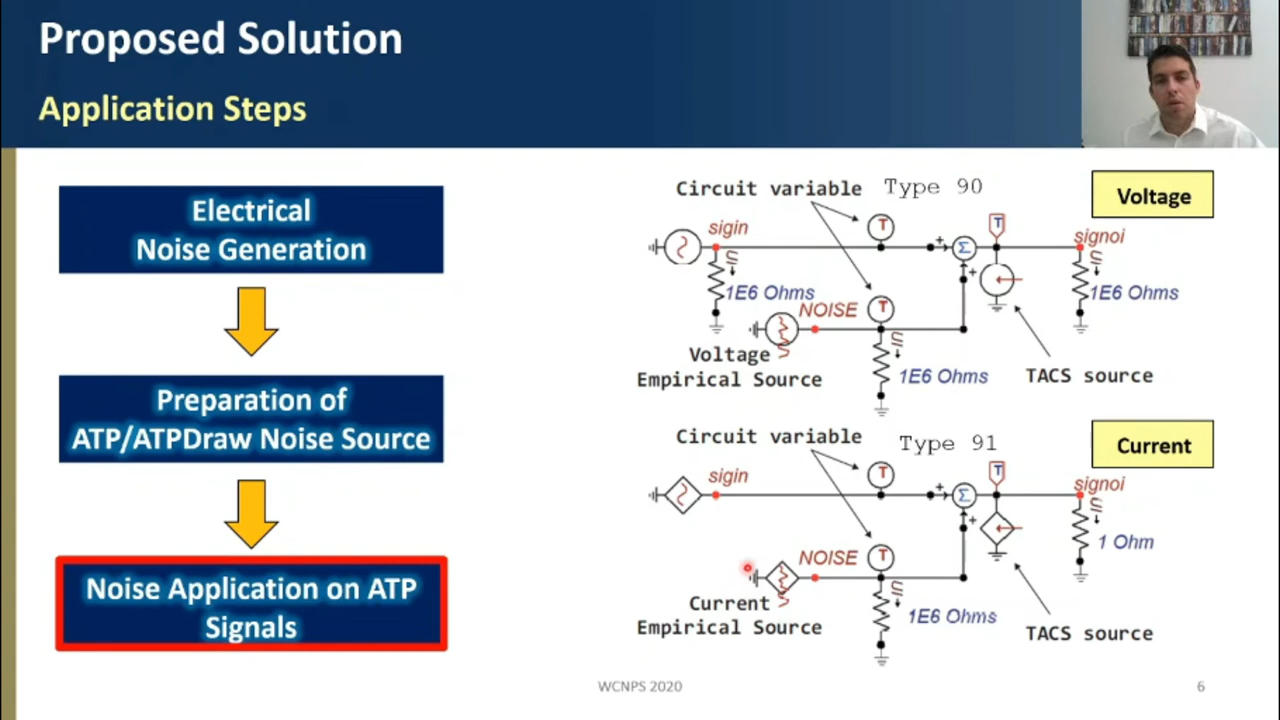 Proposed Solution
Application Steps
Electrical
Noise Generation
Preparation of
ATP/ATPDraw Noise Source
Noise Application on ATP
Signals
Circuit variable
Type 90
Voltage
sigin
T
T
signoi
+
Σ
+
1E6 Ohms
1E6 Ohms
NOISE
T
Voltage
Empirical Source
1E6 Ohms
TACS source
Circuit variable
Type 91
Current
sigin
T
T
signoi
+
Σ
+
1 Ohm
NOISE
T
Current
Empirical Source
1E6 Ohms
TACS source
WCNPS 2020
6